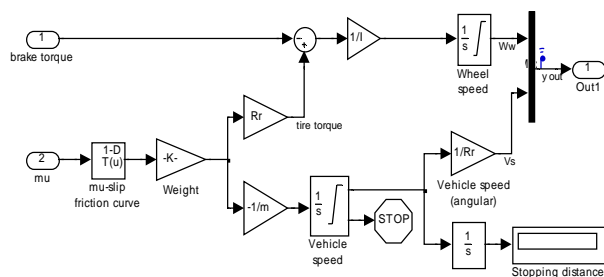 1
brake torque
-
+
1/I
1
s
Wheel
speed
Ww
y out
1
Out1
Rr
tire torque
2
mu
1-D
T(u)
mu-slip
friction curve
-K-
Weight
-1/m
1
s
Vehicle
speed
STOP
1/Rr
Vs
Vehicle speed
(angular)
1
s
Stopping distance